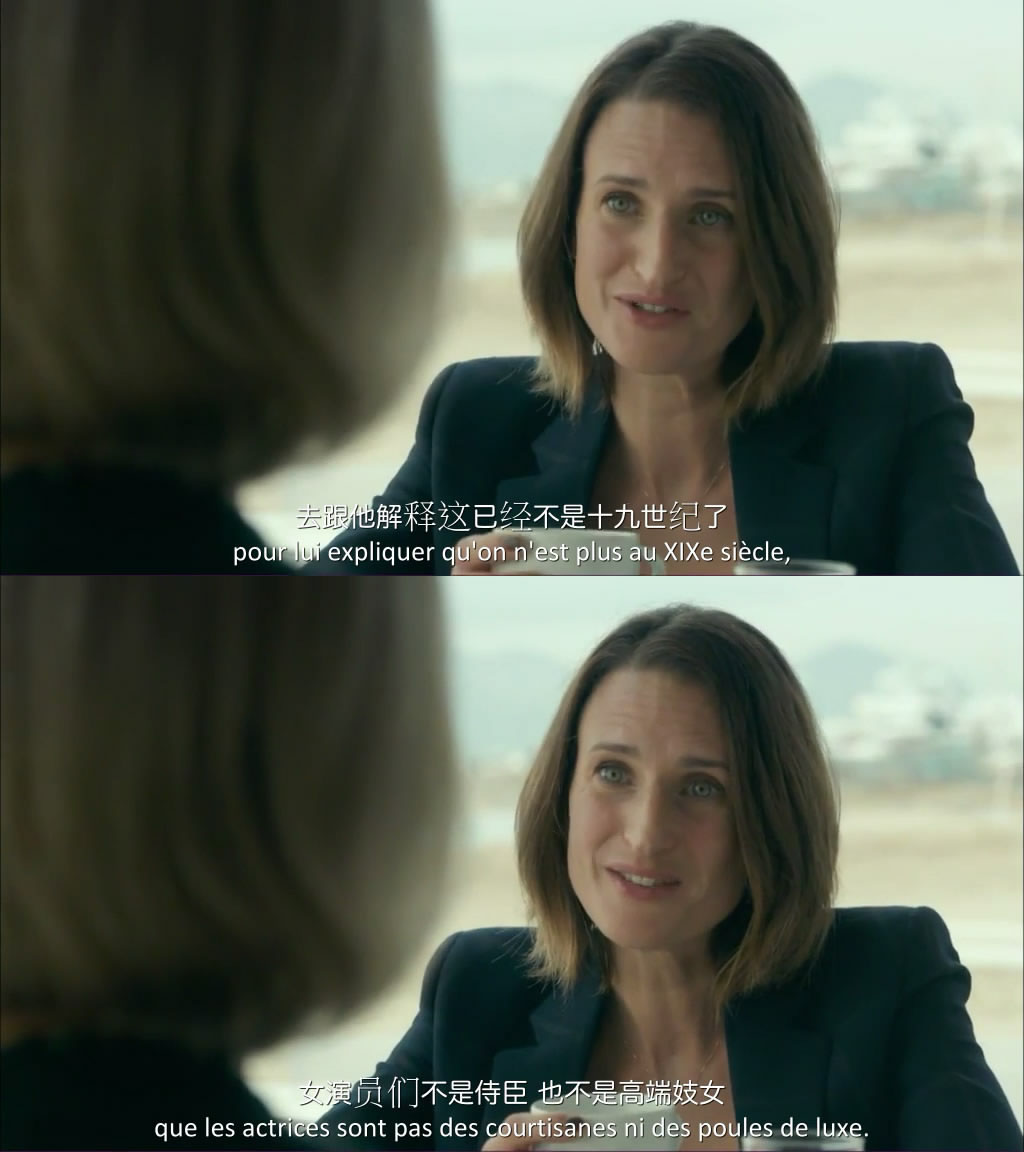 去跟他解释这已经不是十九世纪了
pour lui expliquer qu'on n'est plus au XIXe siècle,
女演员们不是侍臣 也不是高端妓女
que les actrices sont pas des courtisanes ni des poules de luxe.